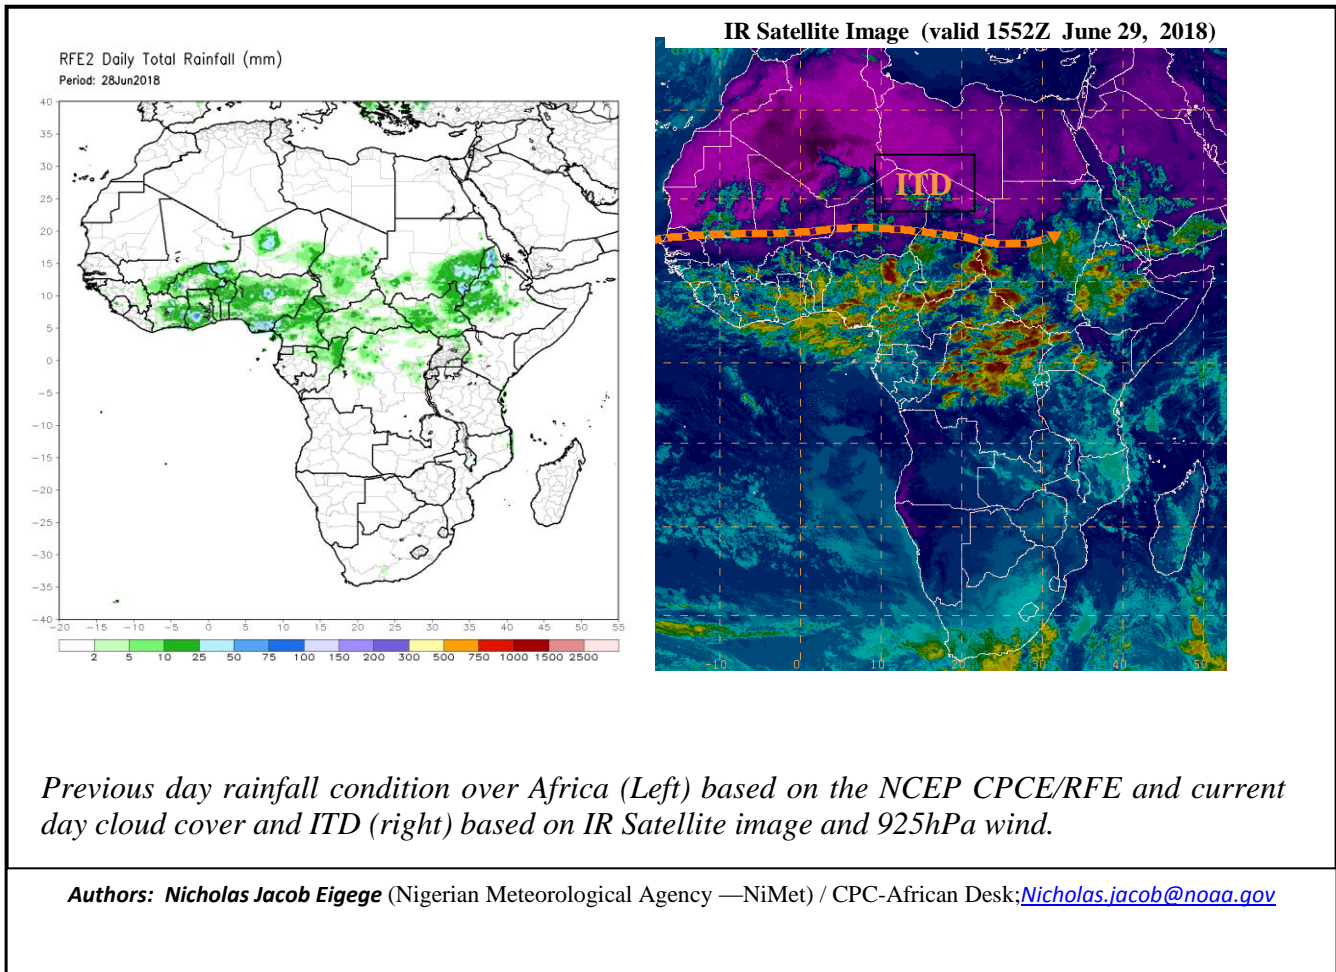 IR Satellite Image (valid 1552Z June 29, 2018)
RFE2 Daily Total Rainfall (mm)
Period: 28Jun2018
40
35
30
25
20
15
10
5
0
−5
−10
−15
−20
−25
−30
−35
−40
−20 −15 −10 −5 0 5 10 15 20 25 30 35 40 45 50 55
2 5 10 25 50 75 100 150 200 300 500 750 1000 1500 2500
ITD
-10 0 10 20 30 40 50
Previous day rainfall condition over Africa (Left) based on the NCEP CPCE/RFE and current
day cloud cover and ITD (right) based on IR Satellite image and 925hPa wind.
Authors: Nicholas Jacob Eigege (Nigerian Meteorological Agency —NiMet) / CPC-African Desk;Nicholas.jacob@noaa.gov